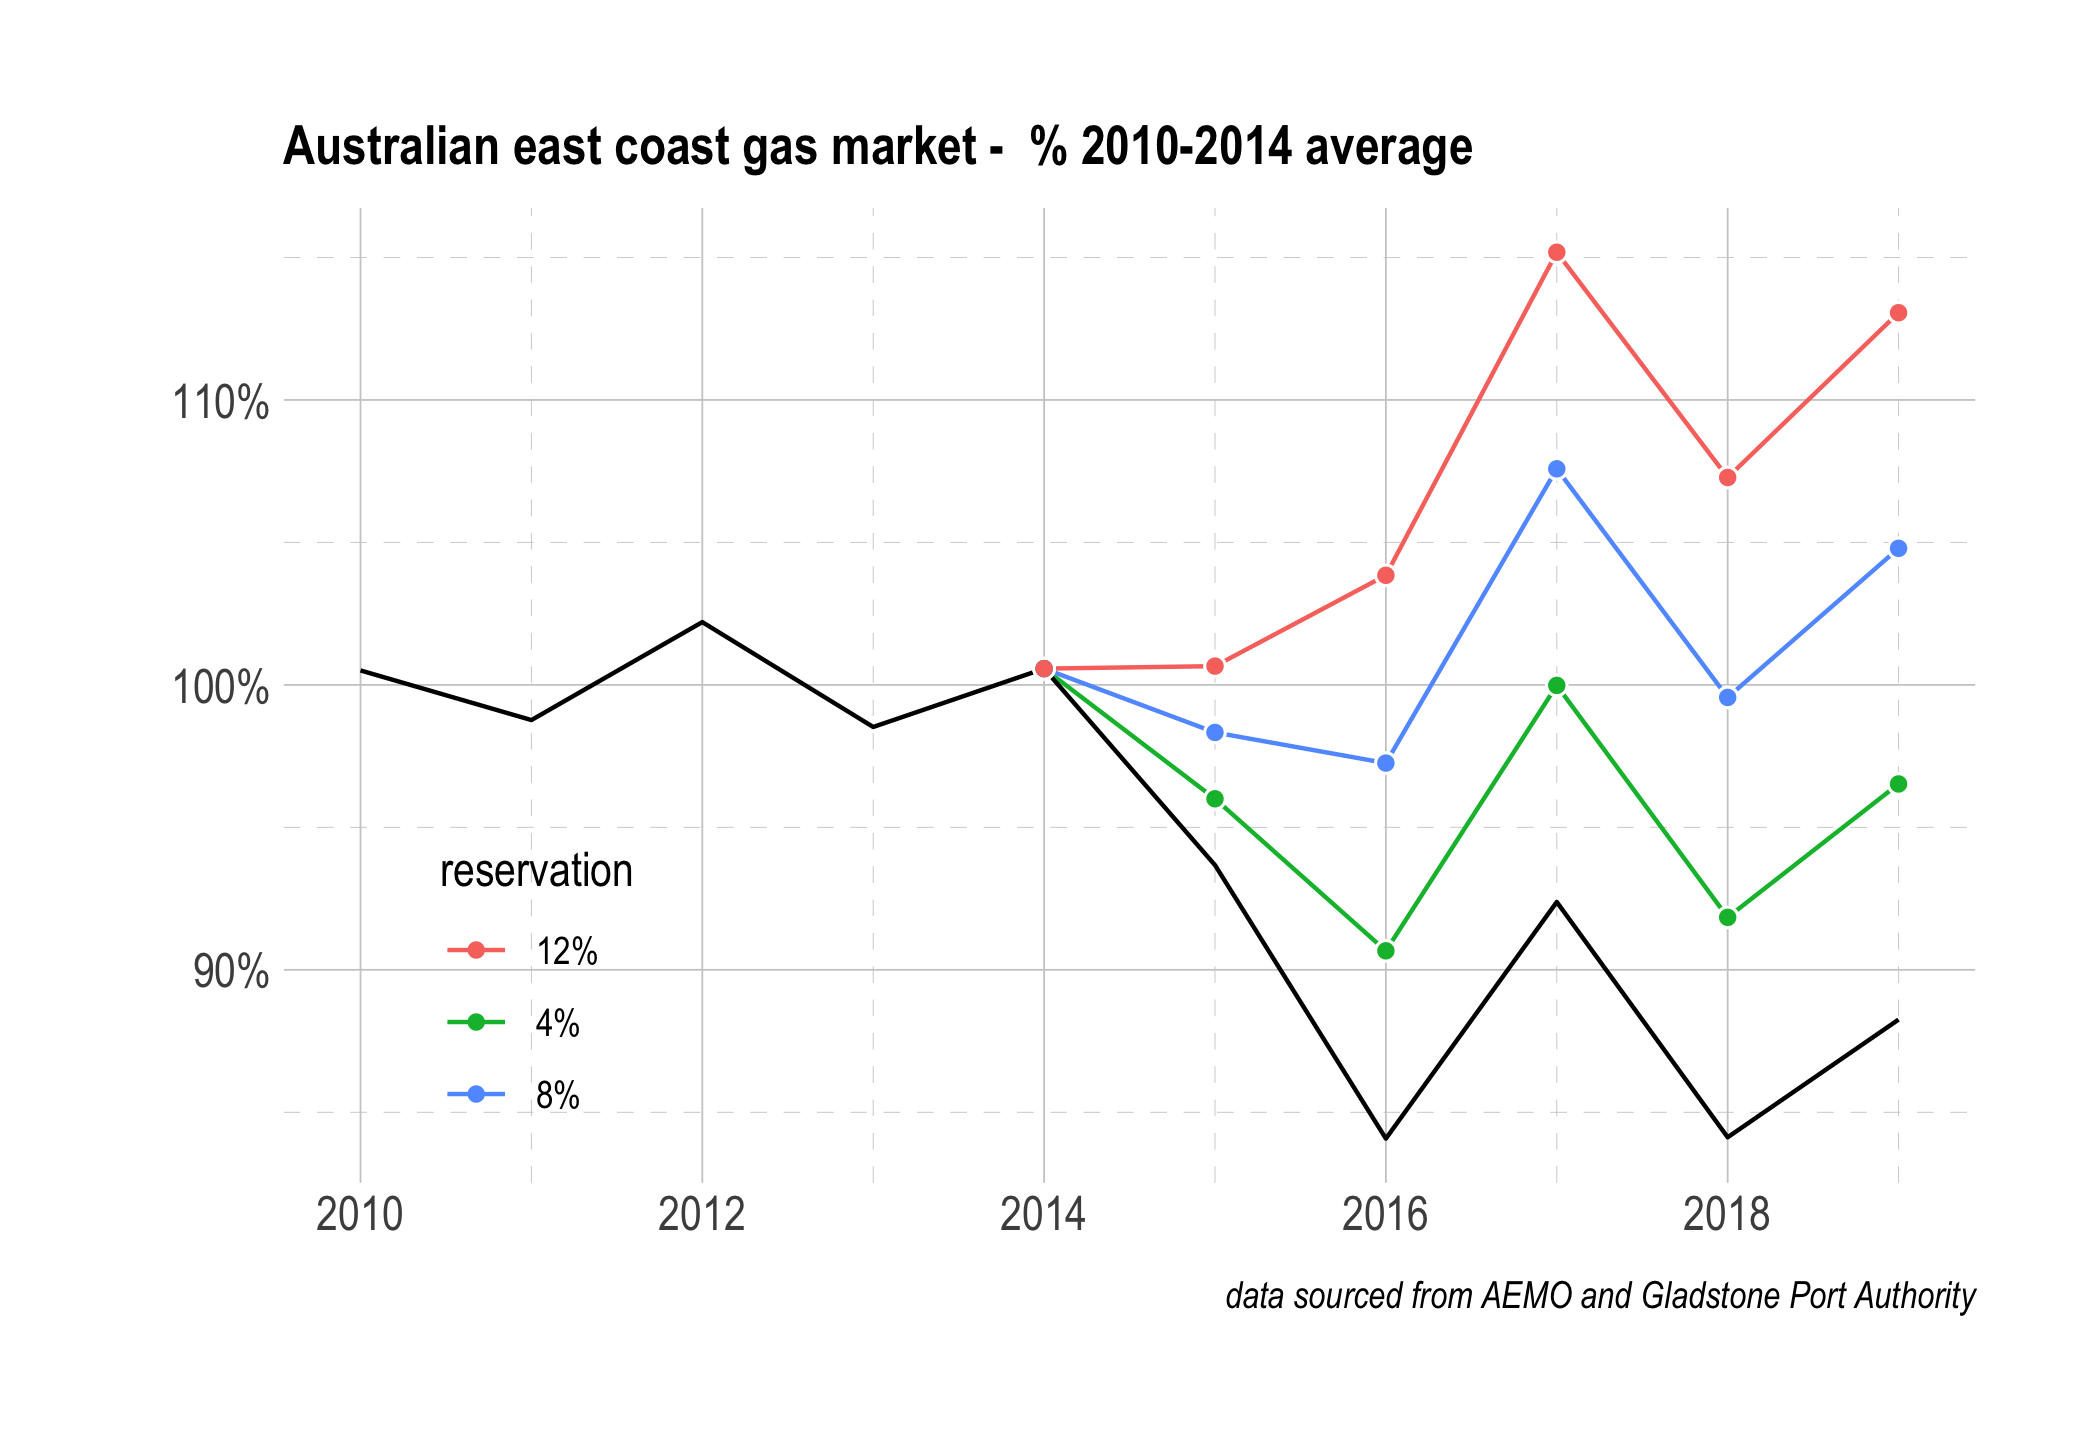 Australian east coast gas market -  % 2010-2014 average
110%
100%
90%
reservation
12%
4%
8%
2010 2012 2014 2016 2018
data sourced from AEMO and Gladstone Port Authority